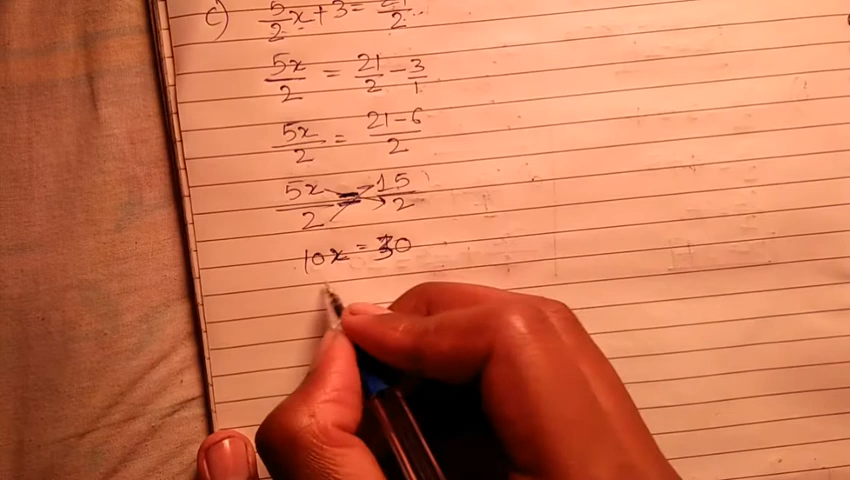 c) 5/2 x + 3 = 21/2
5x/2 = 21/2 - 3/1
5x/2 = 21-6/2
5x/2 = 15/2
10x = 30